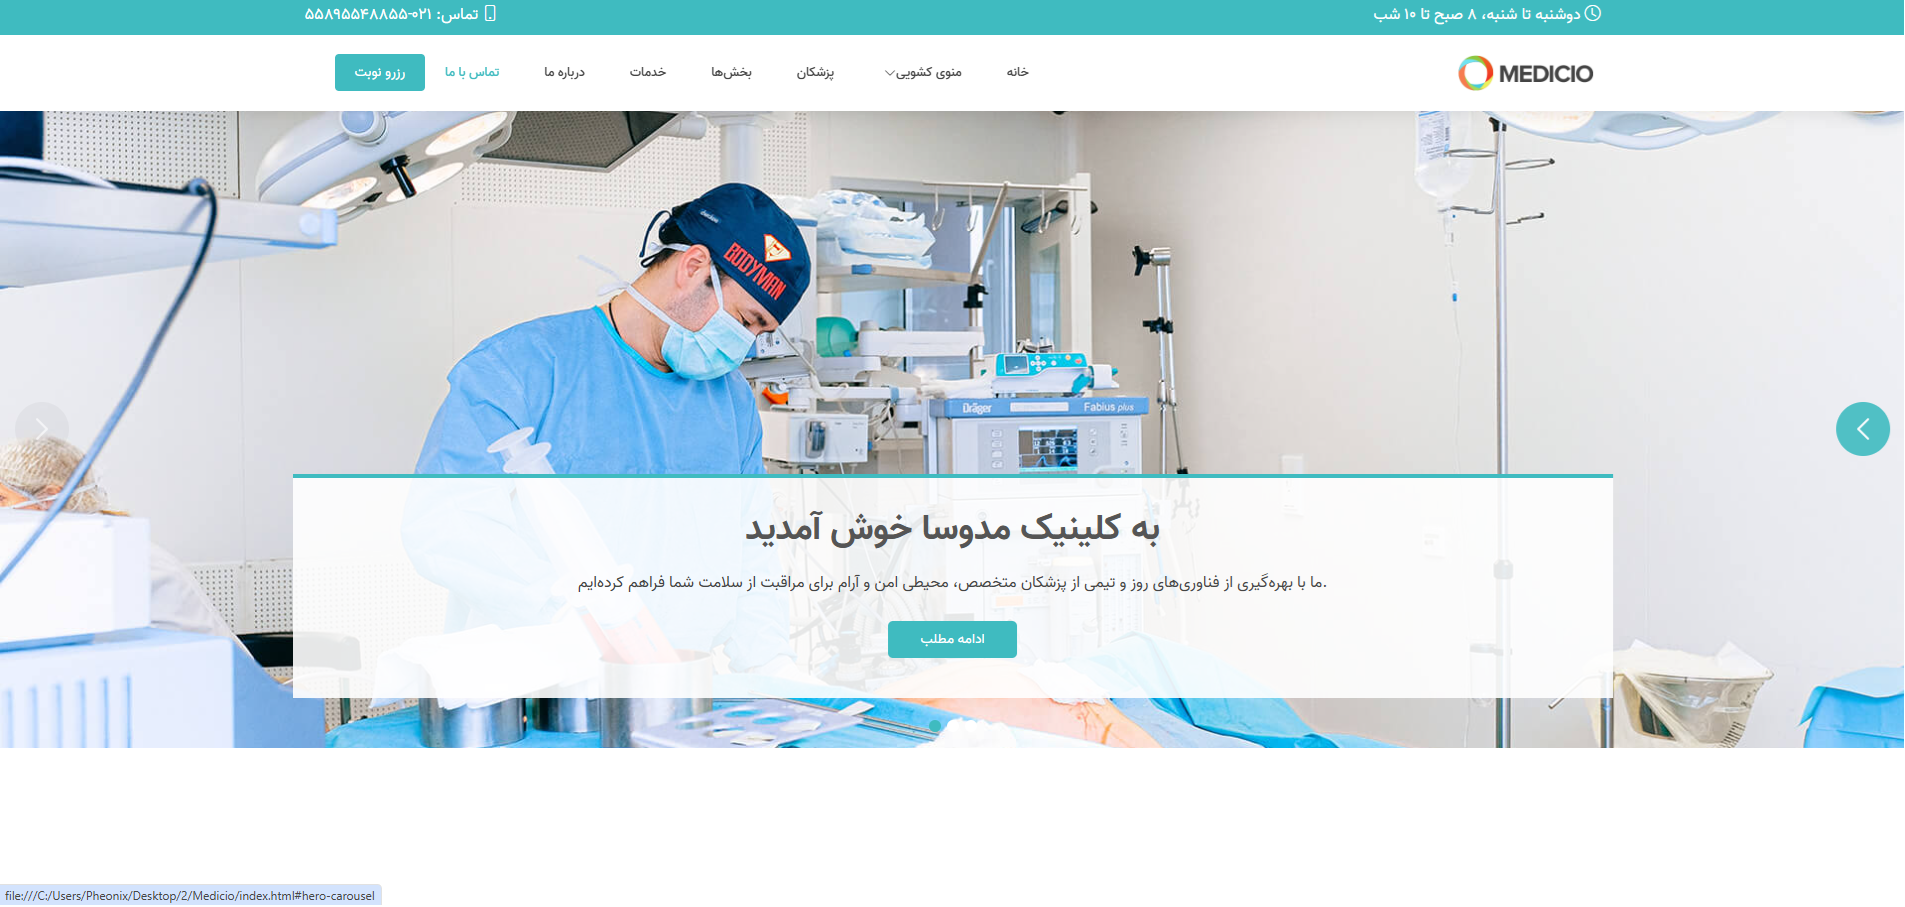 دوشنبه تا شنبه، ۸ صبح تا ۱۰ شب
تماس: ۰۲۱-۵۵۸۹۵۵۴۸۸۵۵
MEDICIO
خانه
منوی کشویی
پزشکان
بخش‌ها
خدمات
درباره ما
تماس با ما
رزرو نوبت
BODYMAN
Dräger
Fabius plus
به کلینیک مدوسا خوش آمدید
.ما با بهره‌گیری از فناوری‌های روز و تیمی از پزشکان متخصص، محیطی امن و آرام برای مراقبت از سلامت شما فراهم کرده‌ایم
ادامه مطلب
file:///C:/Users/Pheonix/Desktop/2/Medicio/index.html#hero-carousel